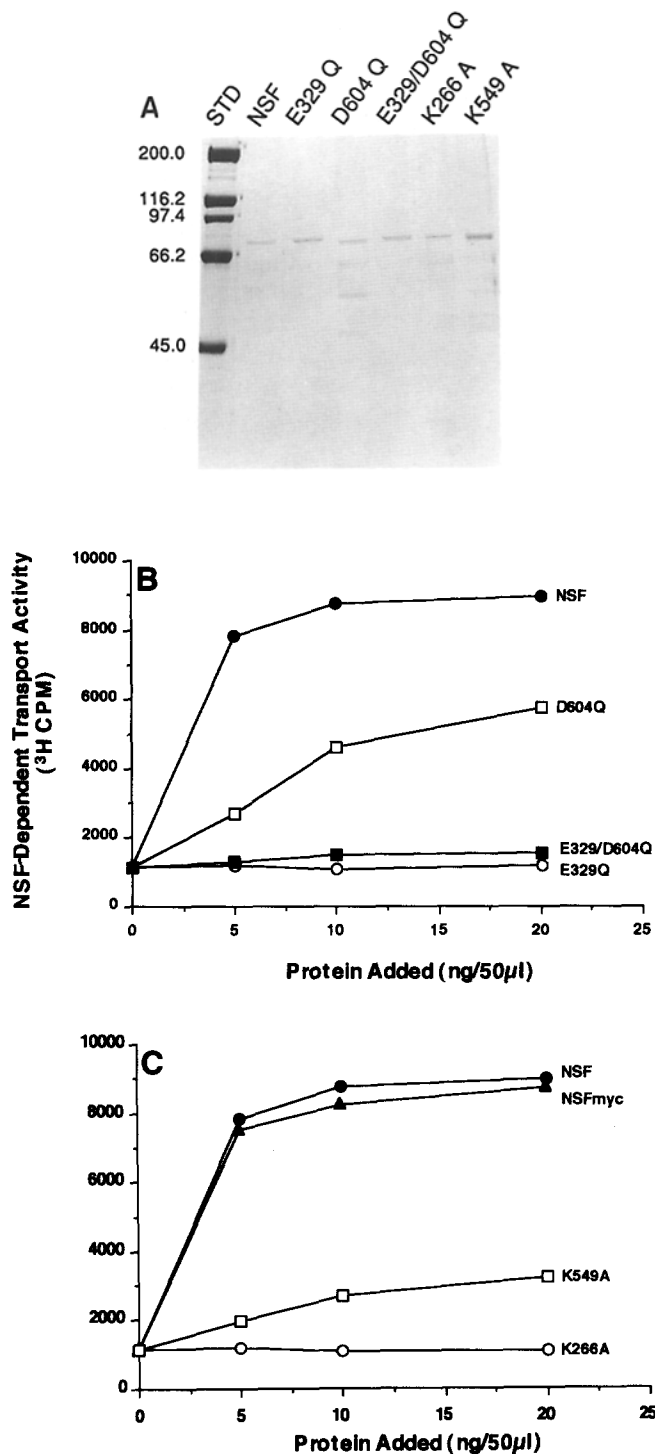 A
STD
NSF
E329 Q
D604 Q
E329/D604 Q
K266 A
K549 A
200.0
116.2
97.4
66.2
45.0
B
NSF-Dependent Transport Activity
(³H CPM)
10000
8000
6000
4000
2000
0
NSF
D604Q
E329/D604Q
E329Q
0 5 10 15 20 25
Protein Added (ng/50µl)
C
10000
8000
6000
4000
2000
0
NSF
NSFmyc
K549A
K266A
0 5 10 15 20 25
Protein Added (ng/50µl)